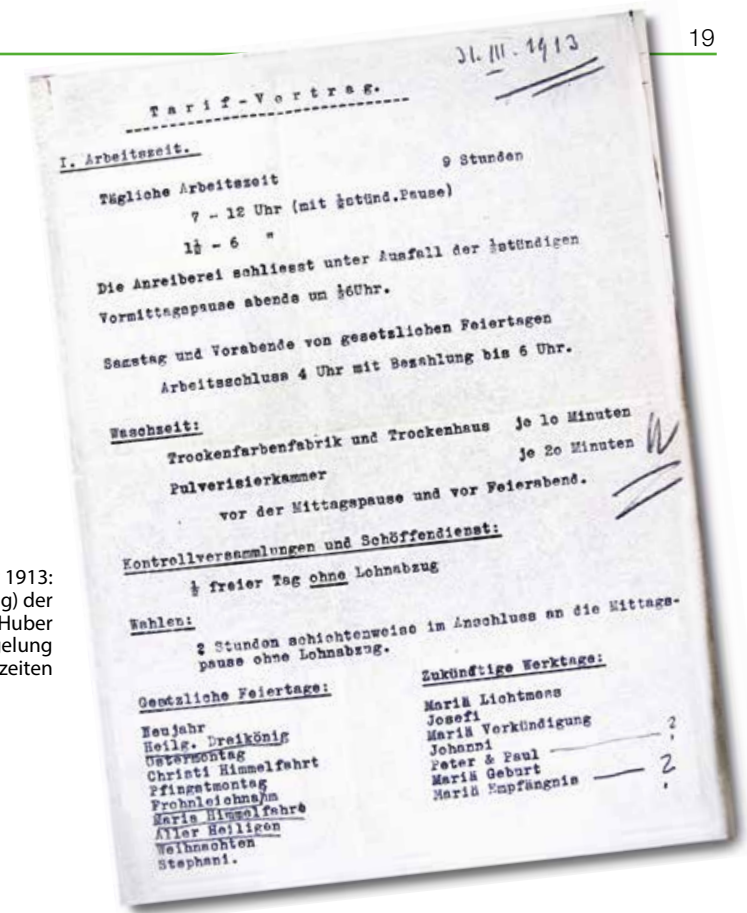 19
31. III. 1913
Tarif-Vertrag.
I. Arbeitszeit.
Tägliche Arbeitszeit 9 Stunden
7 - 12 Uhr (mit ½stünd.Pause)
1½ - 6 "
Die Anreiberei schliesst unter Ausfall der ½stündigen
Vormittagspause abends um ½6Uhr.
Samstag und Vorabende von gesetzlichen Feiertagen
Arbeitsschluss 4 Uhr mit Bezahlung bis 6 Uhr.
Waschzeit:
Trockenfarbenfabrik und Trockenhaus je 1o Minuten
Pulverisierkammer je 2o Minuten
vor der Mittagspause und vor Feierabend.
Kontrollversammlungen und Schöffendienst:
½ freier Tag ohne Lohnabzug
Wahlen:
2 Stunden schichtenweise im Anschluss an die Mittags-
pause ohne Lohnabzug.
Gesetzliche Feiertage:
Neujahr
Heilg. Dreikönig
Ostermontag
Christi Himmelfahrt
Pfingstmontag
Frohnleichnahm
Maria Himmelfahrt
Aller Heiligen
Weihnachten
Stephani.
Zukünftige Werktage:
Mariä Lichtmess
Josefi
Mariä Verkündigung
Johanni
Peter & Paul ?
Mariä Geburt
Mariä Empfängnis ?
1913:
g) der
Huber
gelung
zeiten